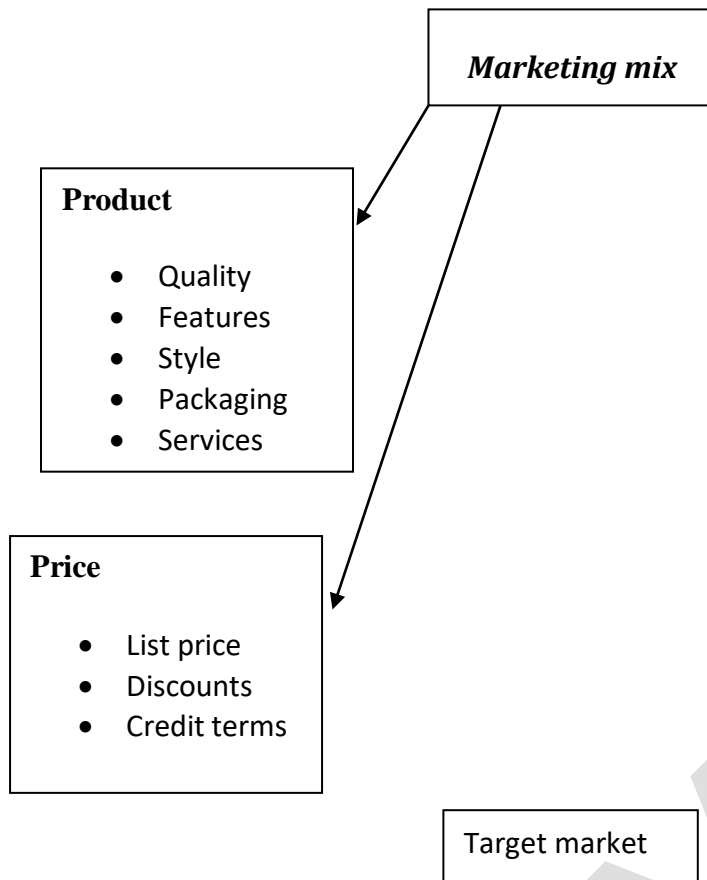 Marketing mix
Product
• Quality
• Features
• Style
• Packaging
• Services
Price
• List price
• Discounts
• Credit terms
Target market